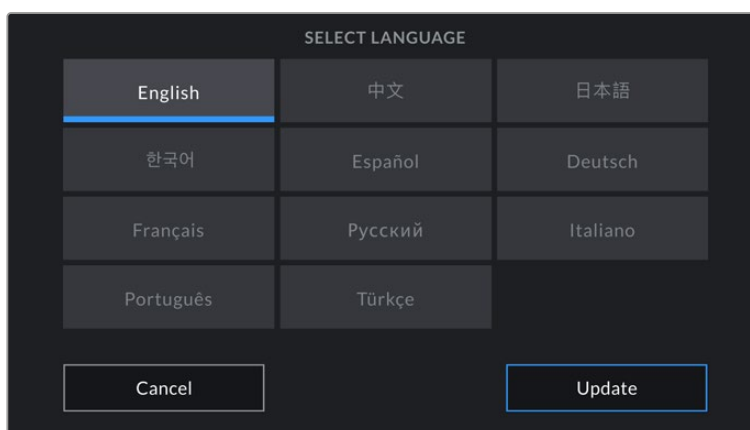 SELECT LANGUAGE
English 中文 日本語
한국어 Español Deutsch
Français Русский Italiano
Português Türkçe
Cancel Update